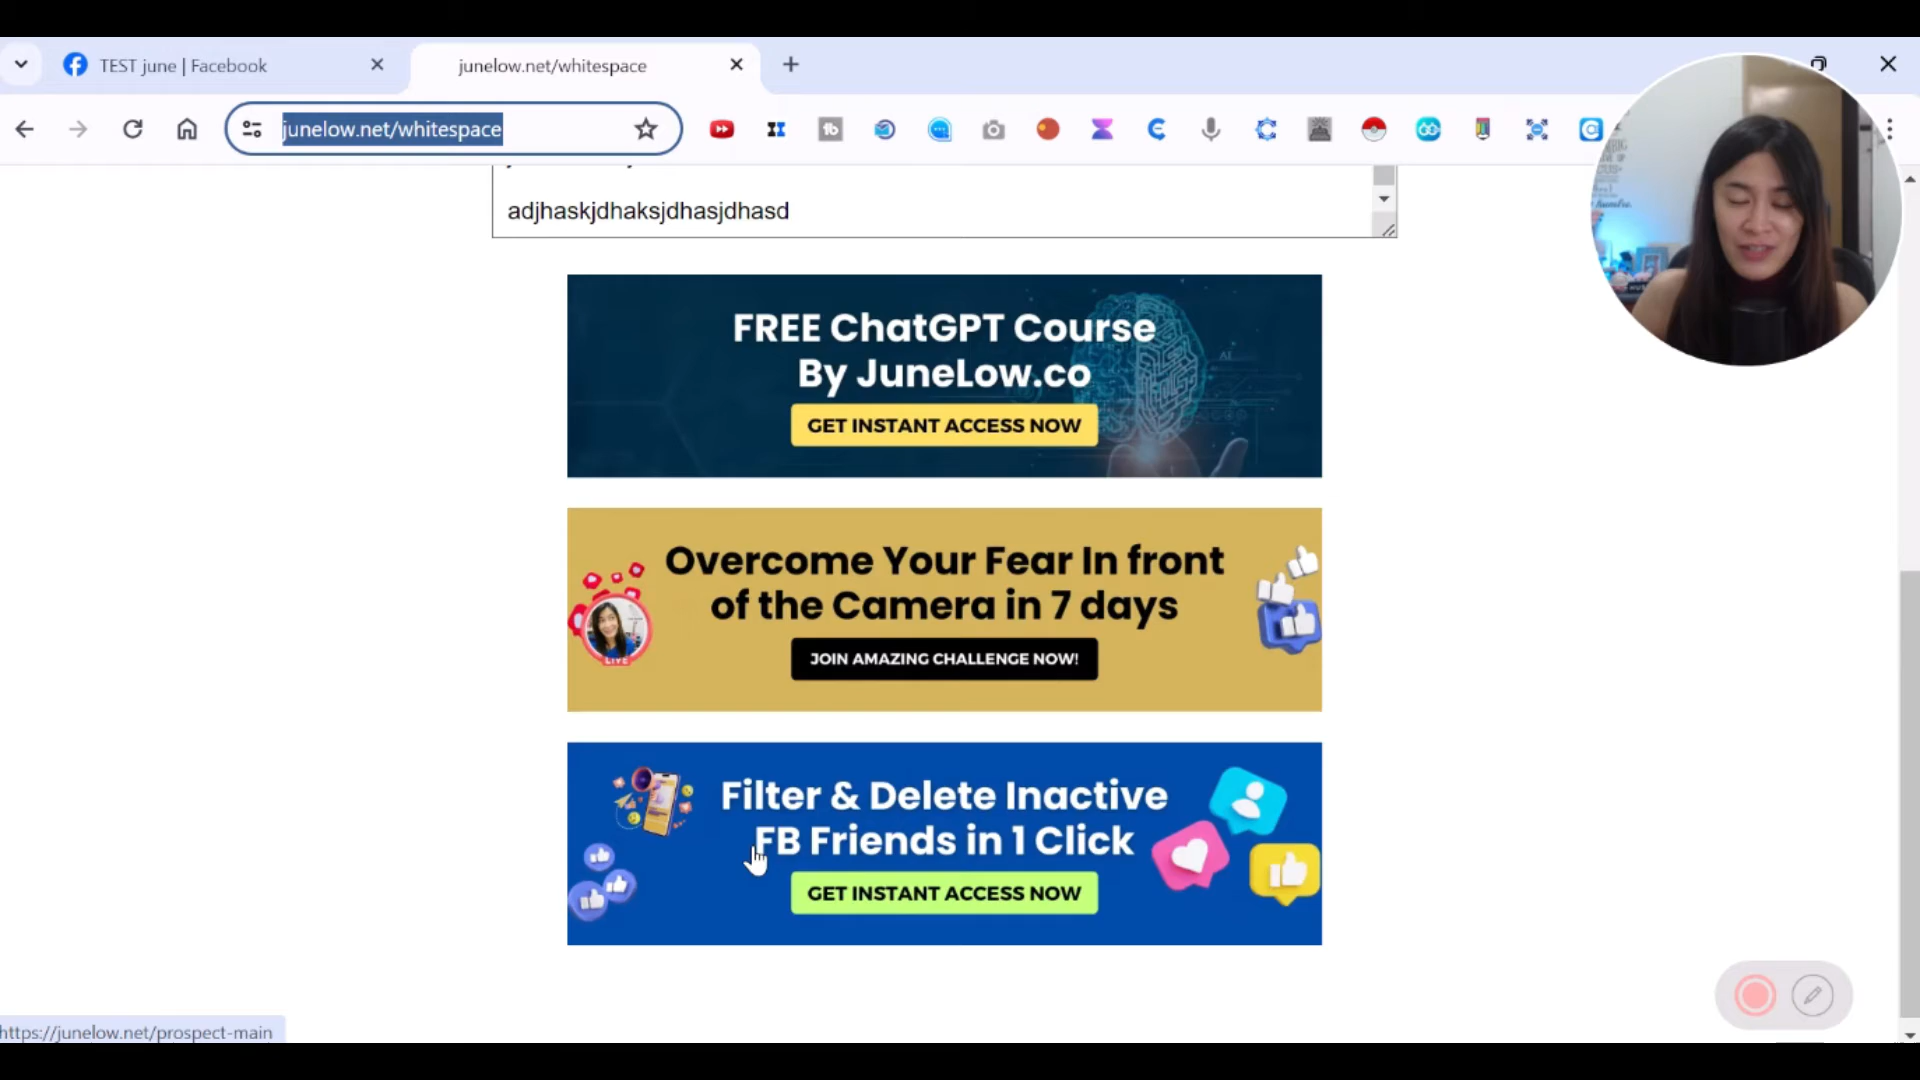 TEST june | Facebook
junelow.net/whitespace
junelow.net/whitespace
adjhaskjdhaksjdhasjdhasd
FREE ChatGPT Course
By JuneLow.co
GET INSTANT ACCESS NOW
Overcome Your Fear In front
of the Camera in 7 days
LIVE
JOIN AMAZING CHALLENGE NOW!
Filter & Delete Inactive
FB Friends in 1 Click
GET INSTANT ACCESS NOW
https://junelow.net/prospect-main